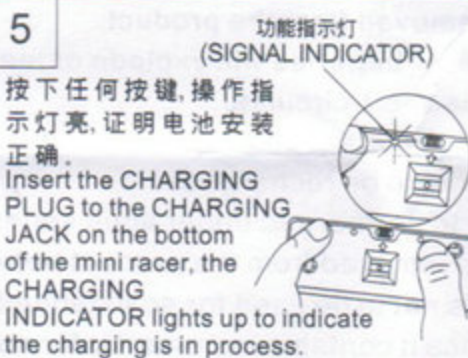 5
功能指示灯
(SIGNAL INDICATOR)
按下任何按键,操作指
示灯亮,证明电池安装
正确.
Insert the CHARGING
PLUG to the CHARGING
JACK on the bottom
of the mini racer, the
CHARGING
INDICATOR lights up to indicate
the charging is in process.